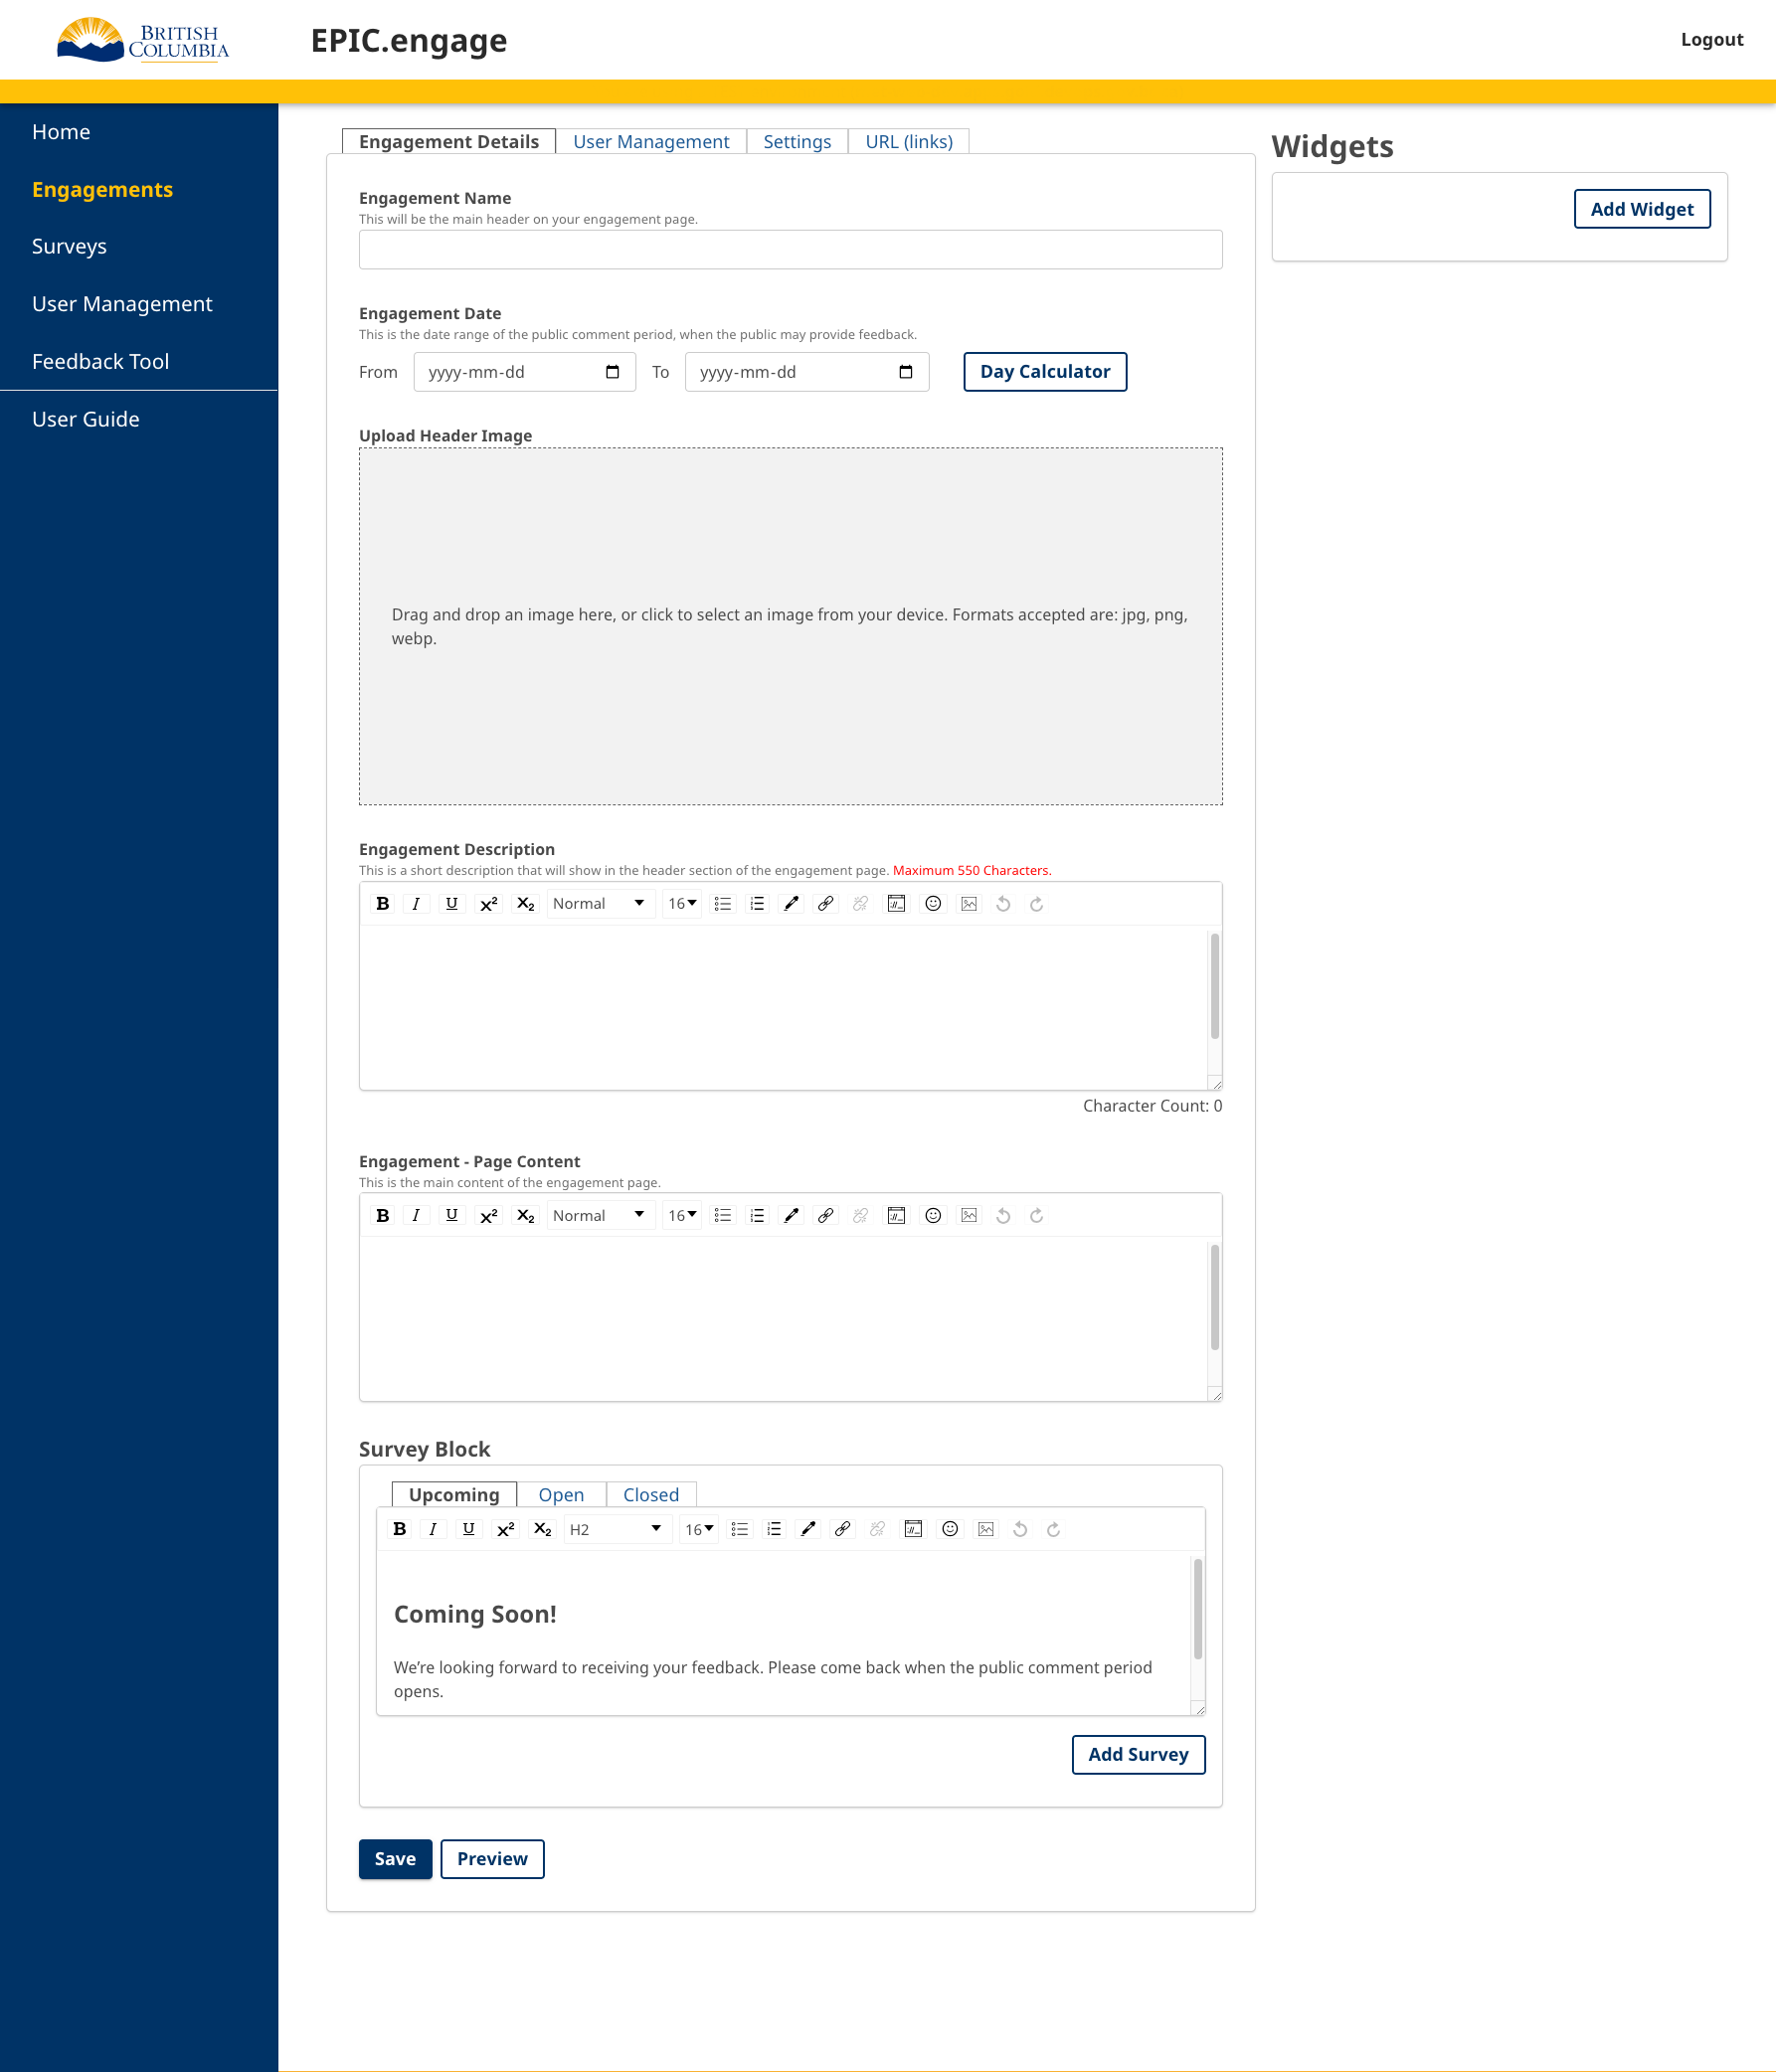 BRITISH
COLUMBIA
EPIC.engage
Logout
Home
Engagements
Surveys
User Management
Feedback Tool
User Guide
Engagement Details
User Management
Settings
URL (links)
Widgets
Add Widget
Engagement Name
This will be the main header on your engagement page.
Engagement Date
This is the date range of the public comment period, when the public may provide feedback.
From yyyy-mm-dd To yyyy-mm-dd Day Calculator
Upload Header Image
Drag and drop an image here, or click to select an image from your device. Formats accepted are: jpg, png,
webp.
Engagement Description
This is a short description that will show in the header section of the engagement page. Maximum 550 Characters.
B I U x² x₂ Normal 16
Character Count: 0
Engagement - Page Content
This is the main content of the engagement page.
B I U x² x₂ Normal 16
Survey Block
Upcoming Open Closed
B I U x² x₂ H2 16
Coming Soon!
We’re looking forward to receiving your feedback. Please come back when the public comment period
opens.
Add Survey
Save Preview